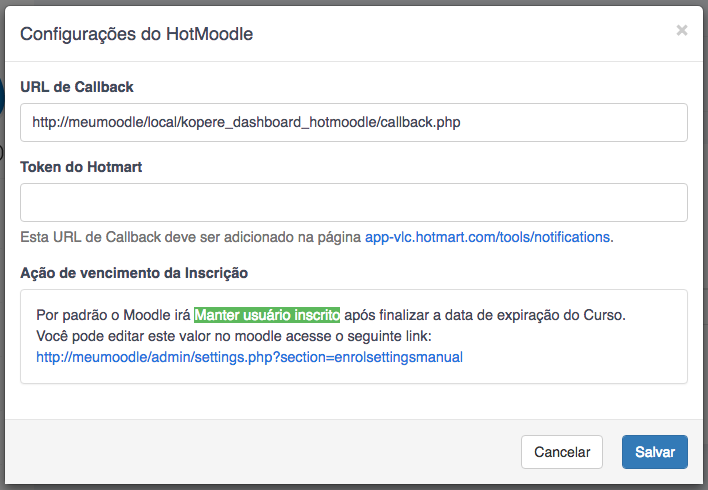 Configurações do HotMoodle
×
URL de Callback
http://meumoodle/local/kopere_dashboard_hotmoodle/callback.php
Token do Hotmart
Esta URL de Callback deve ser adicionado na página app-vlc.hotmart.com/tools/notifications.
Ação de vencimento da Inscrição
Por padrão o Moodle irá Manter usuário inscrito após finalizar a data de expiração do Curso.
Você pode editar este valor no moodle acesse o seguinte link:
http://meumoodle/admin/settings.php?section=enrolsettingsmanual
Cancelar Salvar